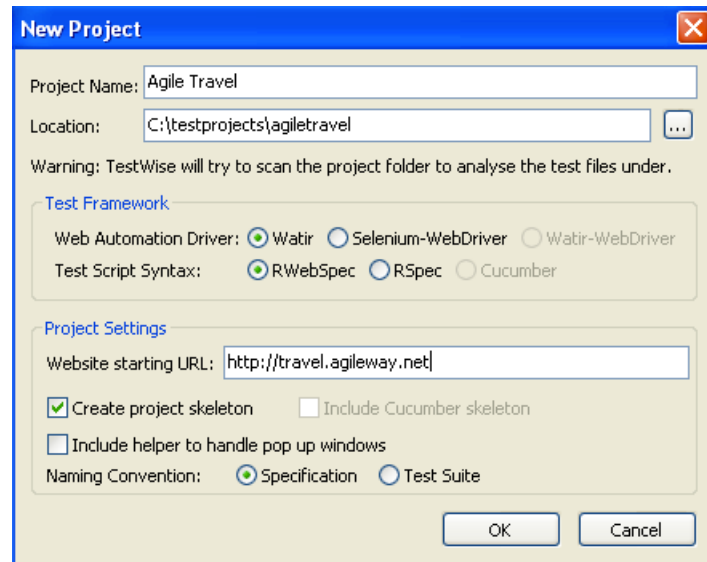 New Project
Project Name: Agile Travel
Location: C:\testprojects\agiletravel ...
Warning: TestWise will try to scan the project folder to analyse the test files under.
Test Framework
Web Automation Driver: Watir Selenium-WebDriver Watir-WebDriver
Test Script Syntax: RWebSpec RSpec Cucumber
Project Settings
Website starting URL: http://travel.agileway.net
Create project skeleton Include Cucumber skeleton
Include helper to handle pop up windows
Naming Convention: Specification Test Suite
OK Cancel